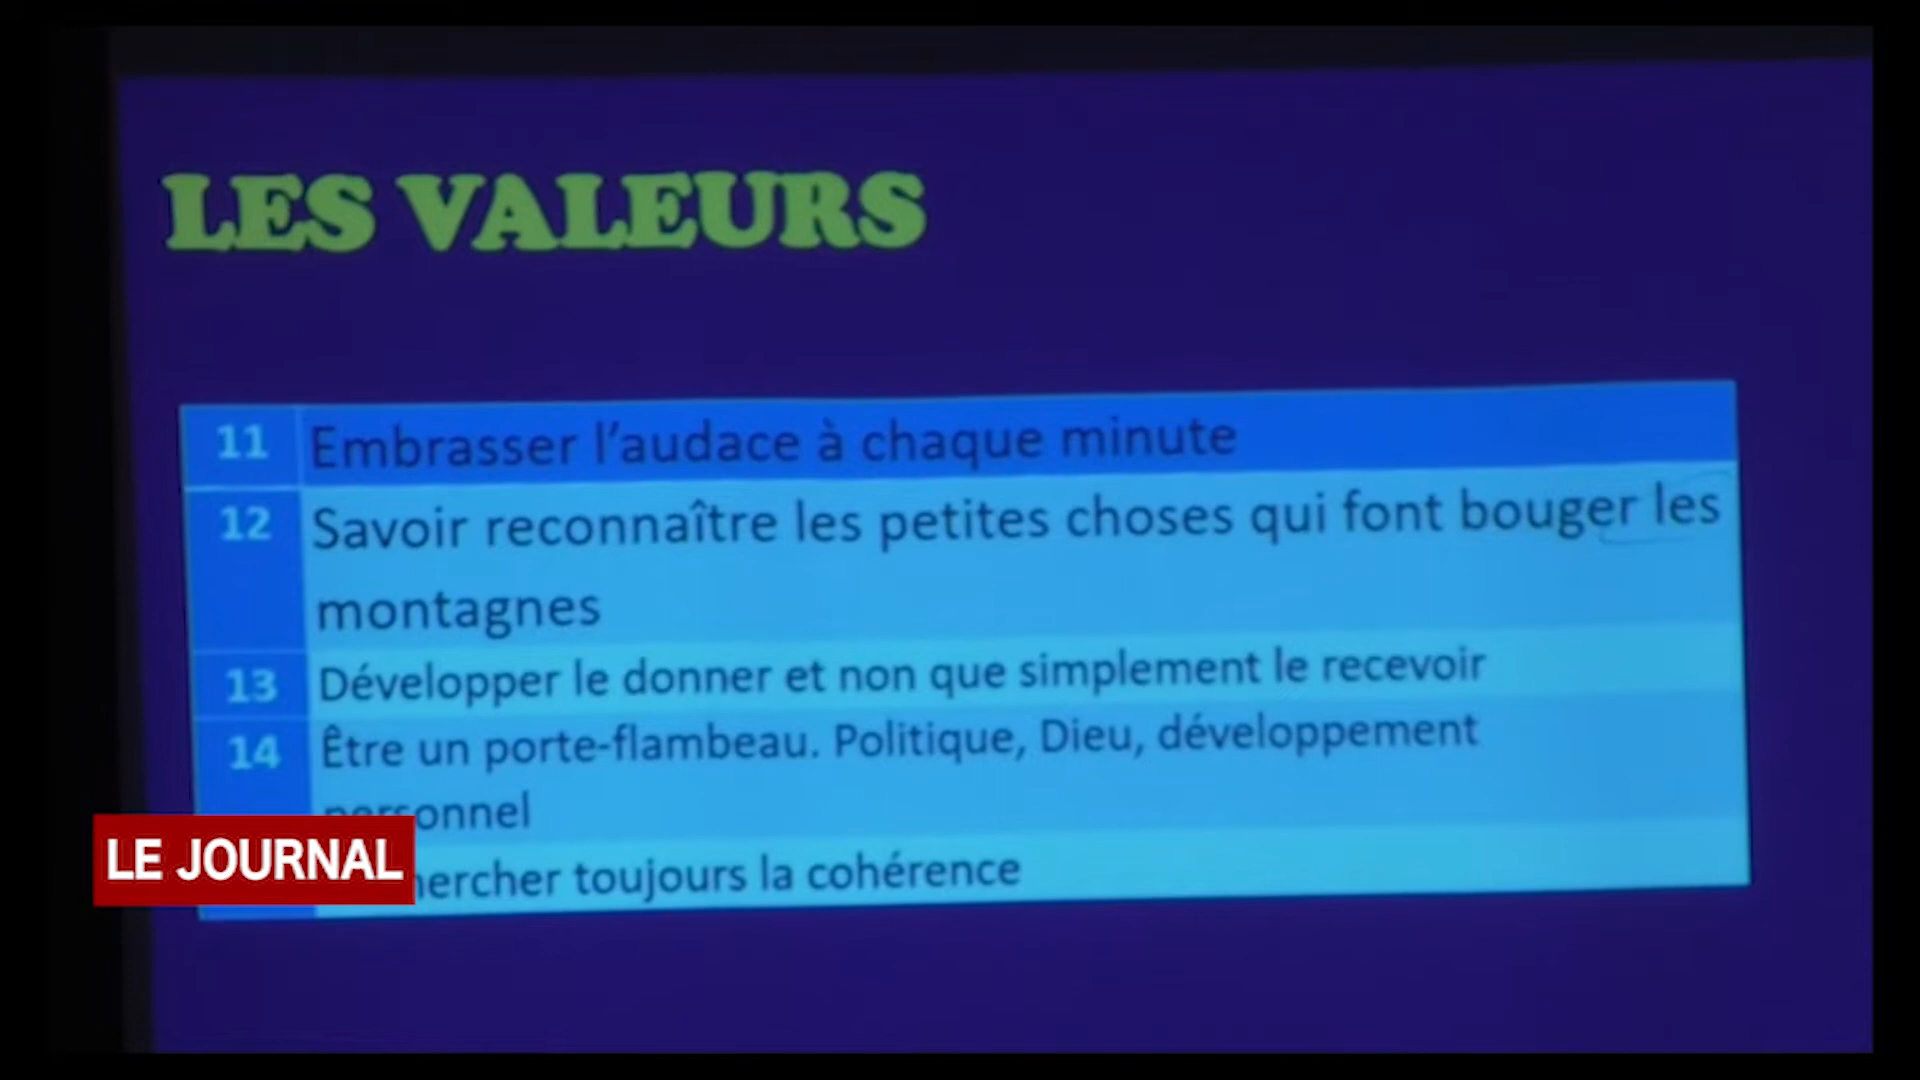 LES VALEURS
11 Embrasser l'audace à chaque minute
12 Savoir reconnaître les petites choses qui font bouger les
montagnes
13 Développer le donner et non que simplement le recevoir
14 Être un porte-flambeau. Politique, Dieu, développement
personnel
toujours la cohérence
LE JOURNAL